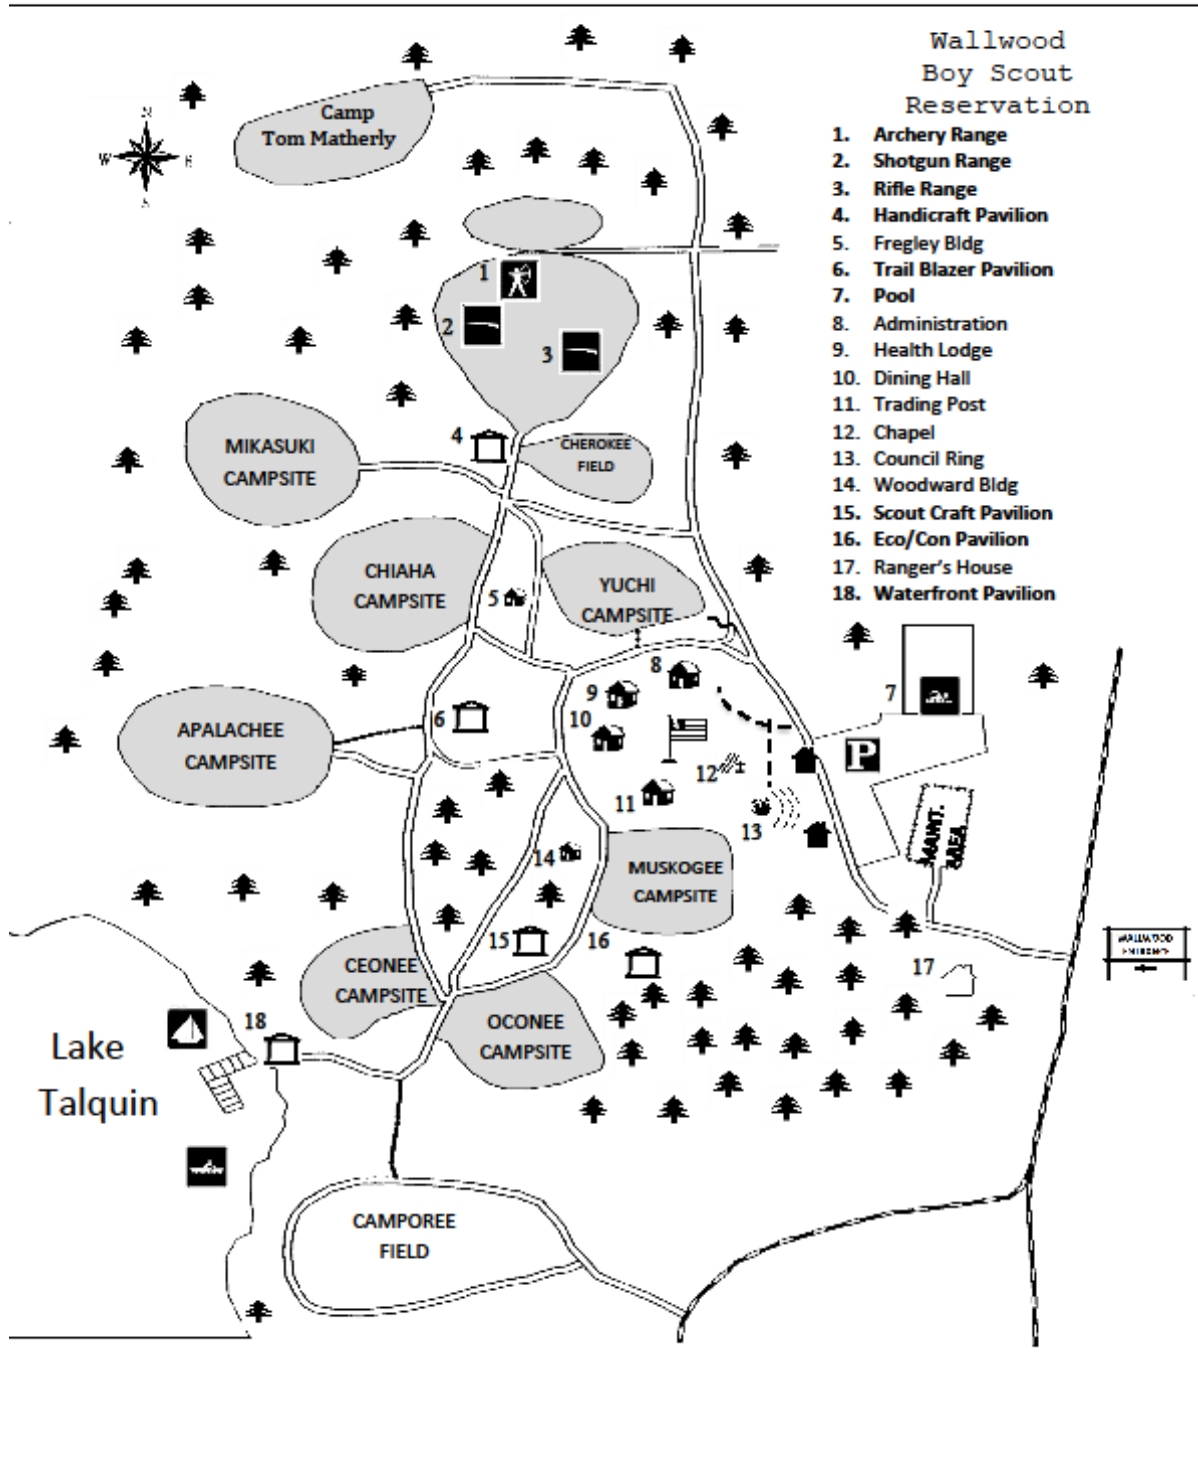 Wallwood
Boy Scout
Reservation
1. Archery Range
2. Shotgun Range
3. Rifle Range
4. Handicraft Pavilion
5. Fregley Bldg
6. Trail Blazer Pavilion
7. Pool
8. Administration
9. Health Lodge
10. Dining Hall
11. Trading Post
12. Chapel
13. Council Ring
14. Woodward Bldg
15. Scout Craft Pavilion
16. Eco/Con Pavilion
17. Ranger's House
18. Waterfront Pavilion
Camp
Tom Matherly
N
W
E
S
1
2
3
4
CHEROKEE
FIELD
MIKASUKI
CAMPSITE
CHIAHA
CAMPSITE
5
YUCHI
CAMPSITE
8
9
7
10
6
APALACHEE
CAMPSITE
P
12
11
13
MAINT.
AREA
14
MUSKOGEE
CAMPSITE
15
16
WALLWOOD
ENTRANCE
17
CEONEE
CAMPSITE
OCONEE
CAMPSITE
18
Lake
Talquin
CAMPOREE
FIELD